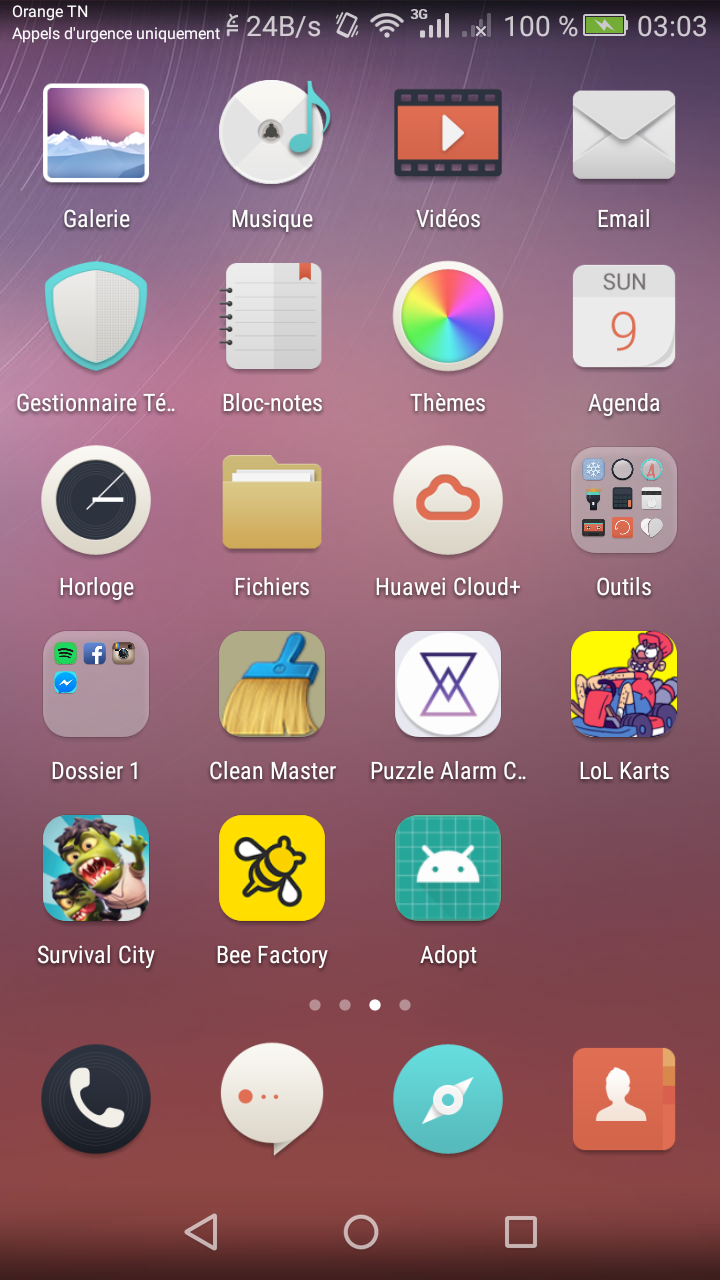 Orange TN
Appels d'urgence uniquement 24B/s 3G 100 % 03:03
Galerie Musique Vidéos Email
SUN
9
Gestionnaire Té.. Bloc-notes Thèmes Agenda
Horloge Fichiers Huawei Cloud+ Outils
Dossier 1 Clean Master Puzzle Alarm C.. LoL Karts
Survival City Bee Factory Adopt